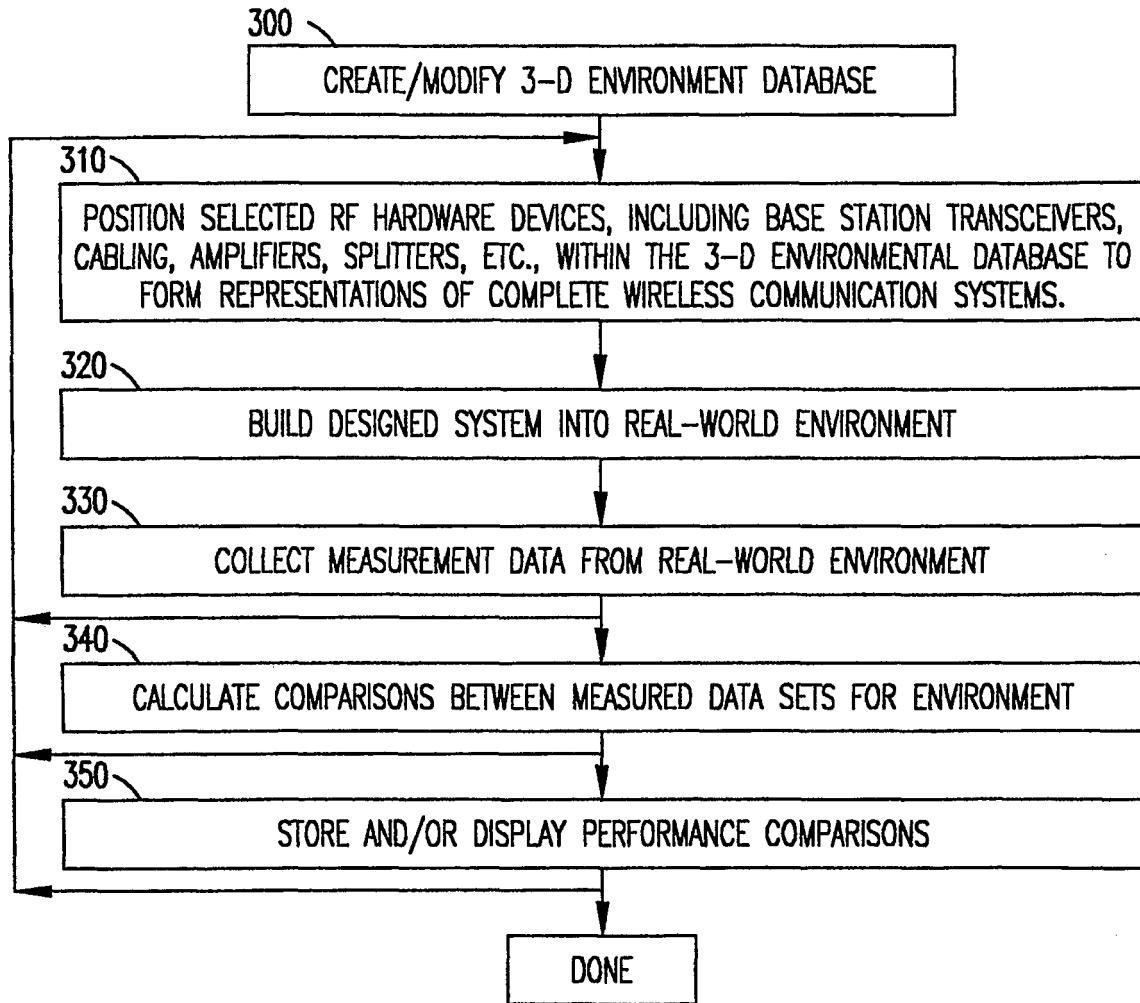 300
CREATE/MODIFY 3-D ENVIRONMENT DATABASE
310
POSITION SELECTED RF HARDWARE DEVICES, INCLUDING BASE STATION TRANSCEIVERS,
CABLING, AMPLIFIERS, SPLITTERS, ETC., WITHIN THE 3-D ENVIRONMENTAL DATABASE TO
FORM REPRESENTATIONS OF COMPLETE WIRELESS COMMUNICATION SYSTEMS.
320
BUILD DESIGNED SYSTEM INTO REAL-WORLD ENVIRONMENT
330
COLLECT MEASUREMENT DATA FROM REAL-WORLD ENVIRONMENT
340
CALCULATE COMPARISONS BETWEEN MEASURED DATA SETS FOR ENVIRONMENT
350
STORE AND/OR DISPLAY PERFORMANCE COMPARISONS
DONE